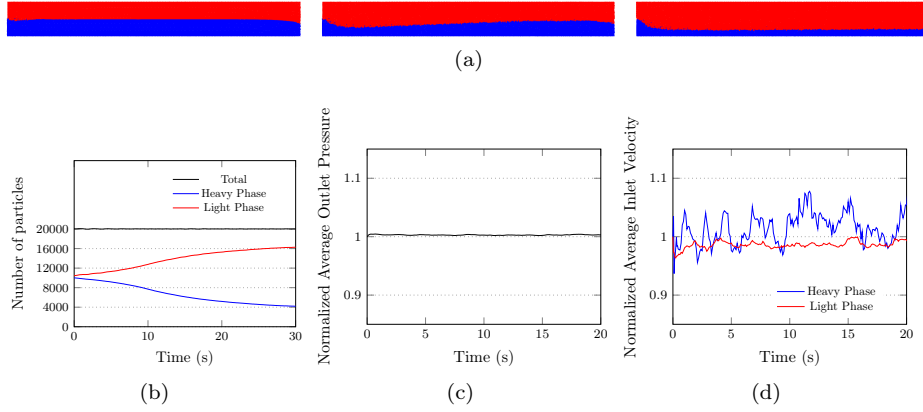 (a)
Number of particles
Total
Heavy Phase
Light Phase
20000
16000
12000
8000
4000
0
0 10 20 30
Time (s)
(b)
Normalized Average Outlet Pressure
1.1
1
0.9
0 5 10 15 20
Time (s)
(c)
Normalized Average Inlet Velocity
1.1
1
0.9
Heavy Phase
Light Phase
0 5 10 15 20
Time (s)
(d)